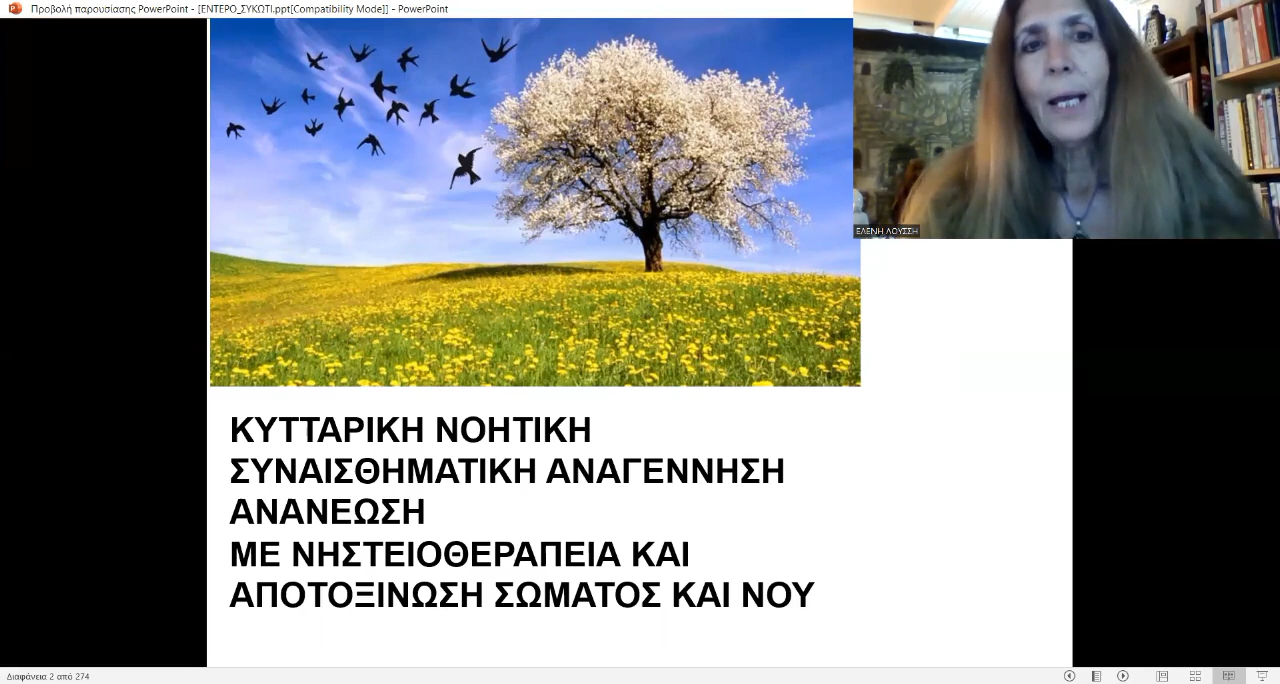 Προβολή παρουσίασης PowerPoint - [ΕΝΤΕΡΟ_ΣΥΚΩΤΙ.ppt[Compatibility Mode]] - PowerPoint
ΕΛΕΝΗ ΛΟΥΣΣΗ
ΚΥΤΤΑΡΙΚΗ ΝΟΗΤΙΚΗ
ΣΥΝΑΙΣΘΗΜΑΤΙΚΗ ΑΝΑΓΕΝΝΗΣΗ
ΑΝΑΝΕΩΣΗ
ΜΕ ΝΗΣΤΕΙΟΘΕΡΑΠΕΙΑ ΚΑΙ
ΑΠΟΤΟΞΙΝΩΣΗ ΣΩΜΑΤΟΣ ΚΑΙ ΝΟΥ
Διαφάνεια 2 από 274